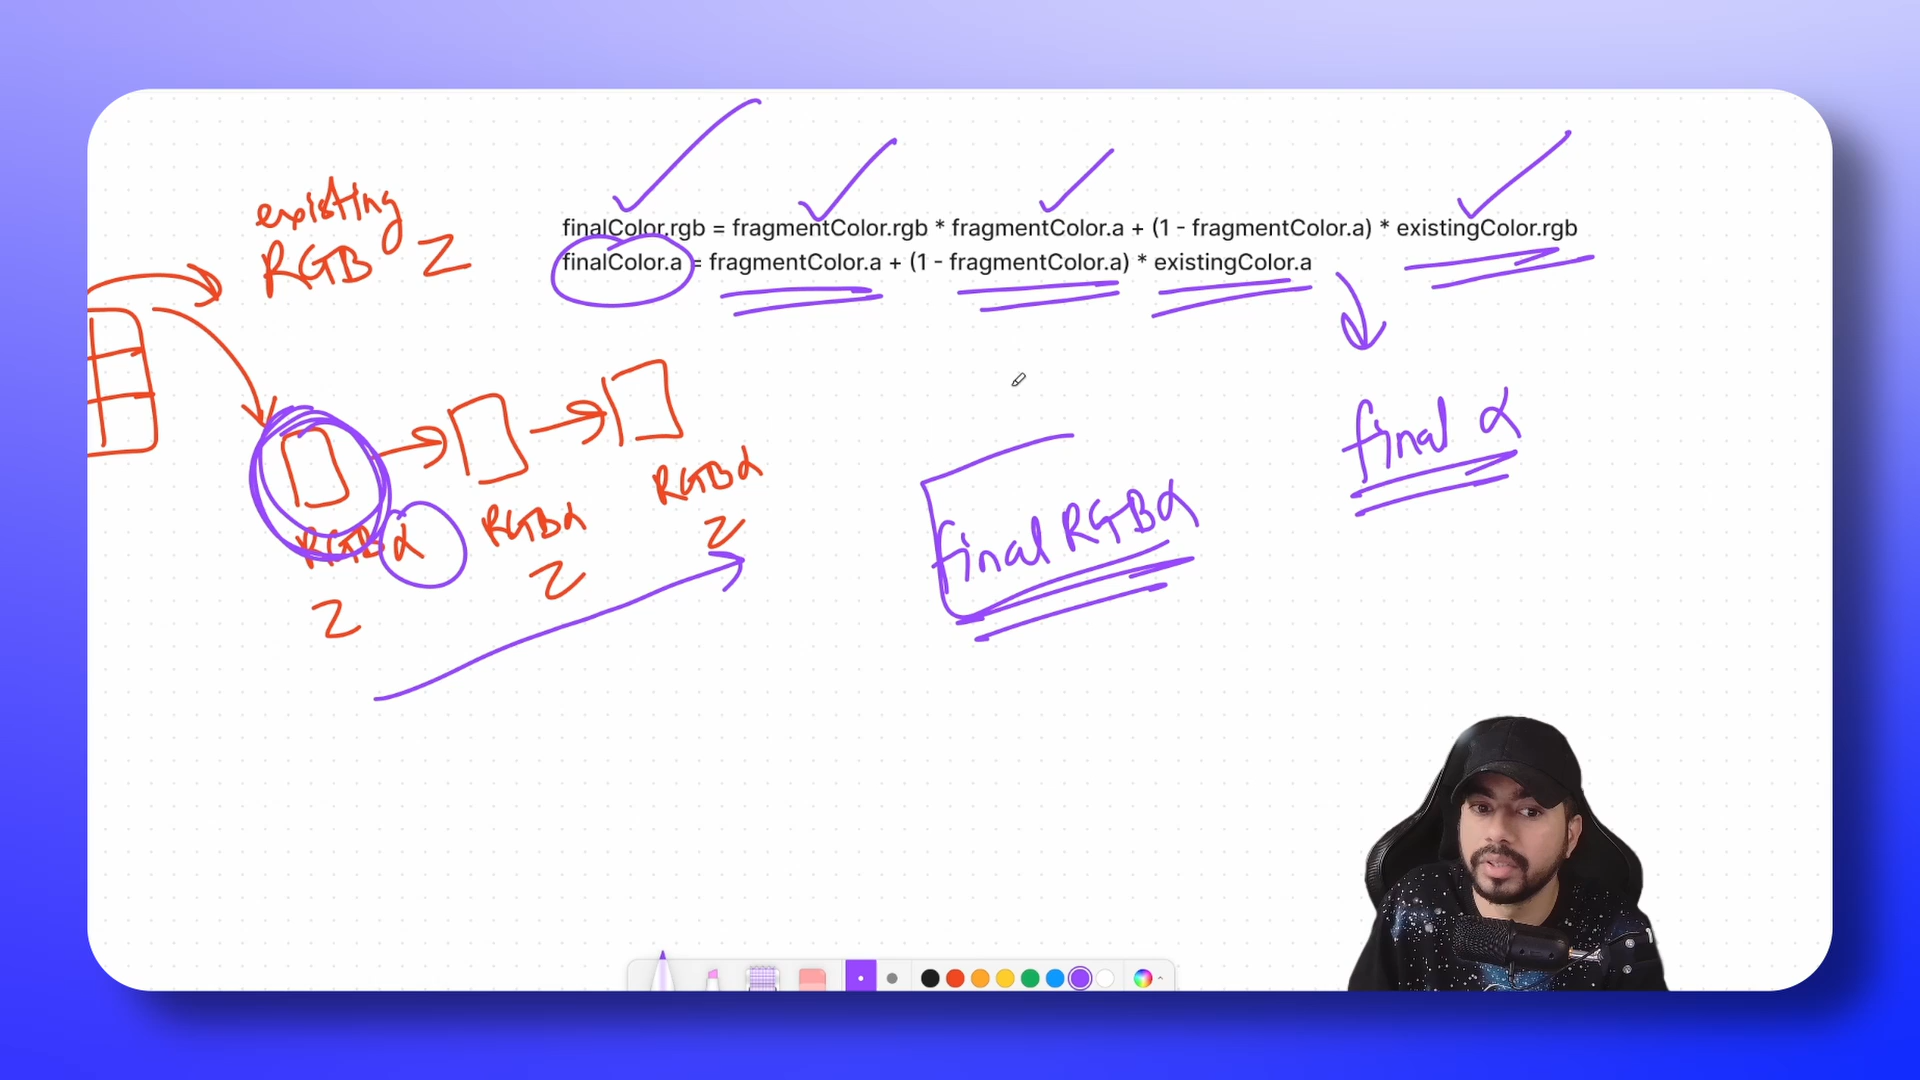 existing
RGB Z
finalColor.rgb = fragmentColor.rgb * fragmentColor.a + (1 - fragmentColor.a) * existingColor.rgb
finalColor.a = fragmentColor.a + (1 - fragmentColor.a) * existingColor.a
RGBα
Z
RGBα
Z
RGBα
Z
final RGBα
final α